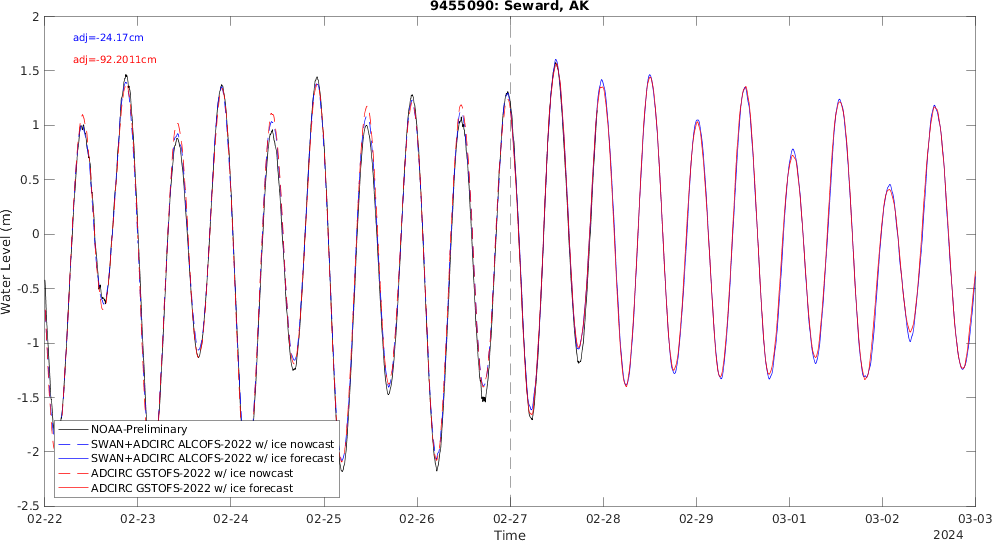 9455090: Seward, AK
adj=-24.17cm
adj=-92.2011cm
2
1.5
1
0.5
0
-0.5
-1
-1.5
-2
-2.5
Water Level (m)
NOAA-Preliminary
SWAN+ADCIRC ALCOFS-2022 w/ ice nowcast
SWAN+ADCIRC ALCOFS-2022 w/ ice forecast
ADCIRC GSTOFS-2022 w/ ice nowcast
ADCIRC GSTOFS-2022 w/ ice forecast
02-22 02-23 02-24 02-25 02-26 02-27 02-28 02-29 03-01 03-02 03-03
Time
2024